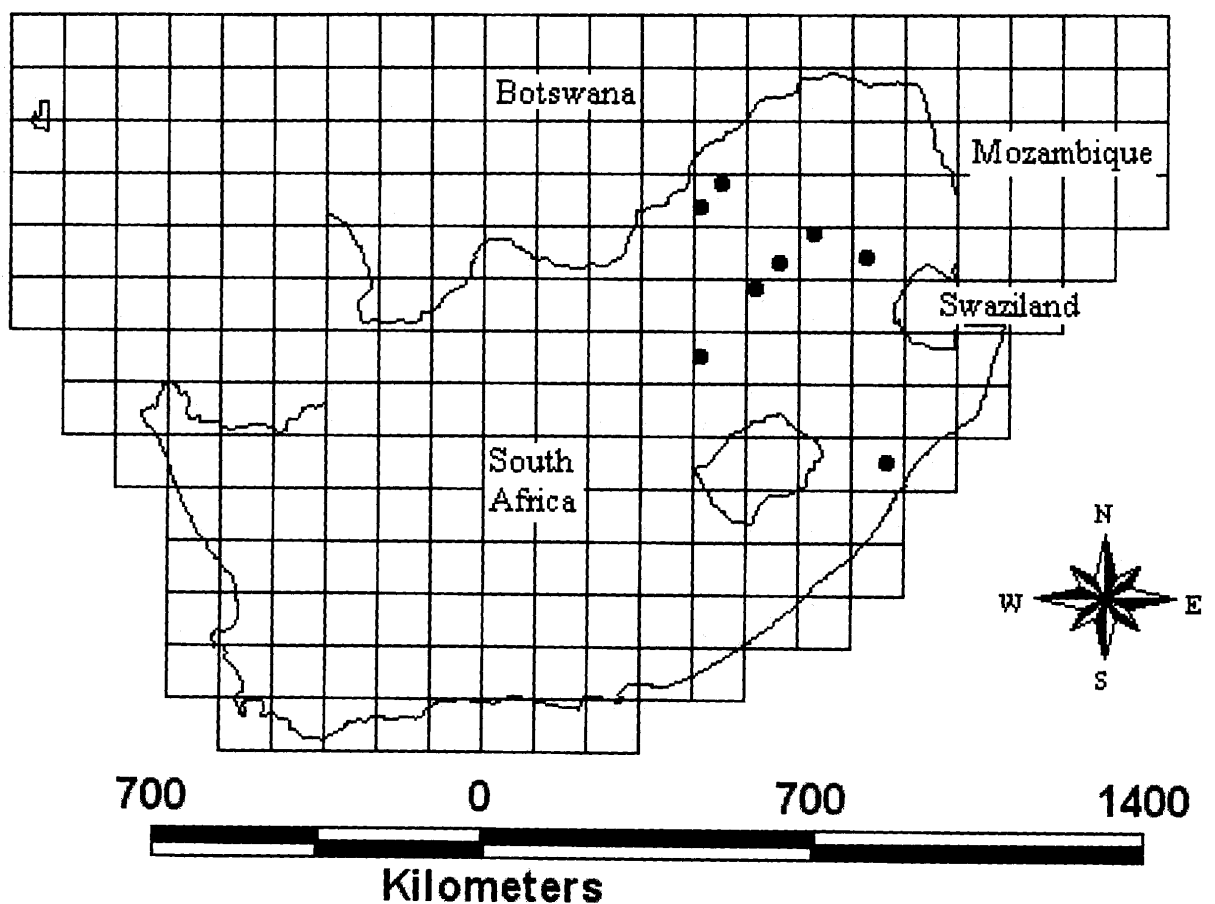 Botswana
Mozambique
Swaziland
South
Africa
N
W
E
S
700 0 700 1400
Kilometers